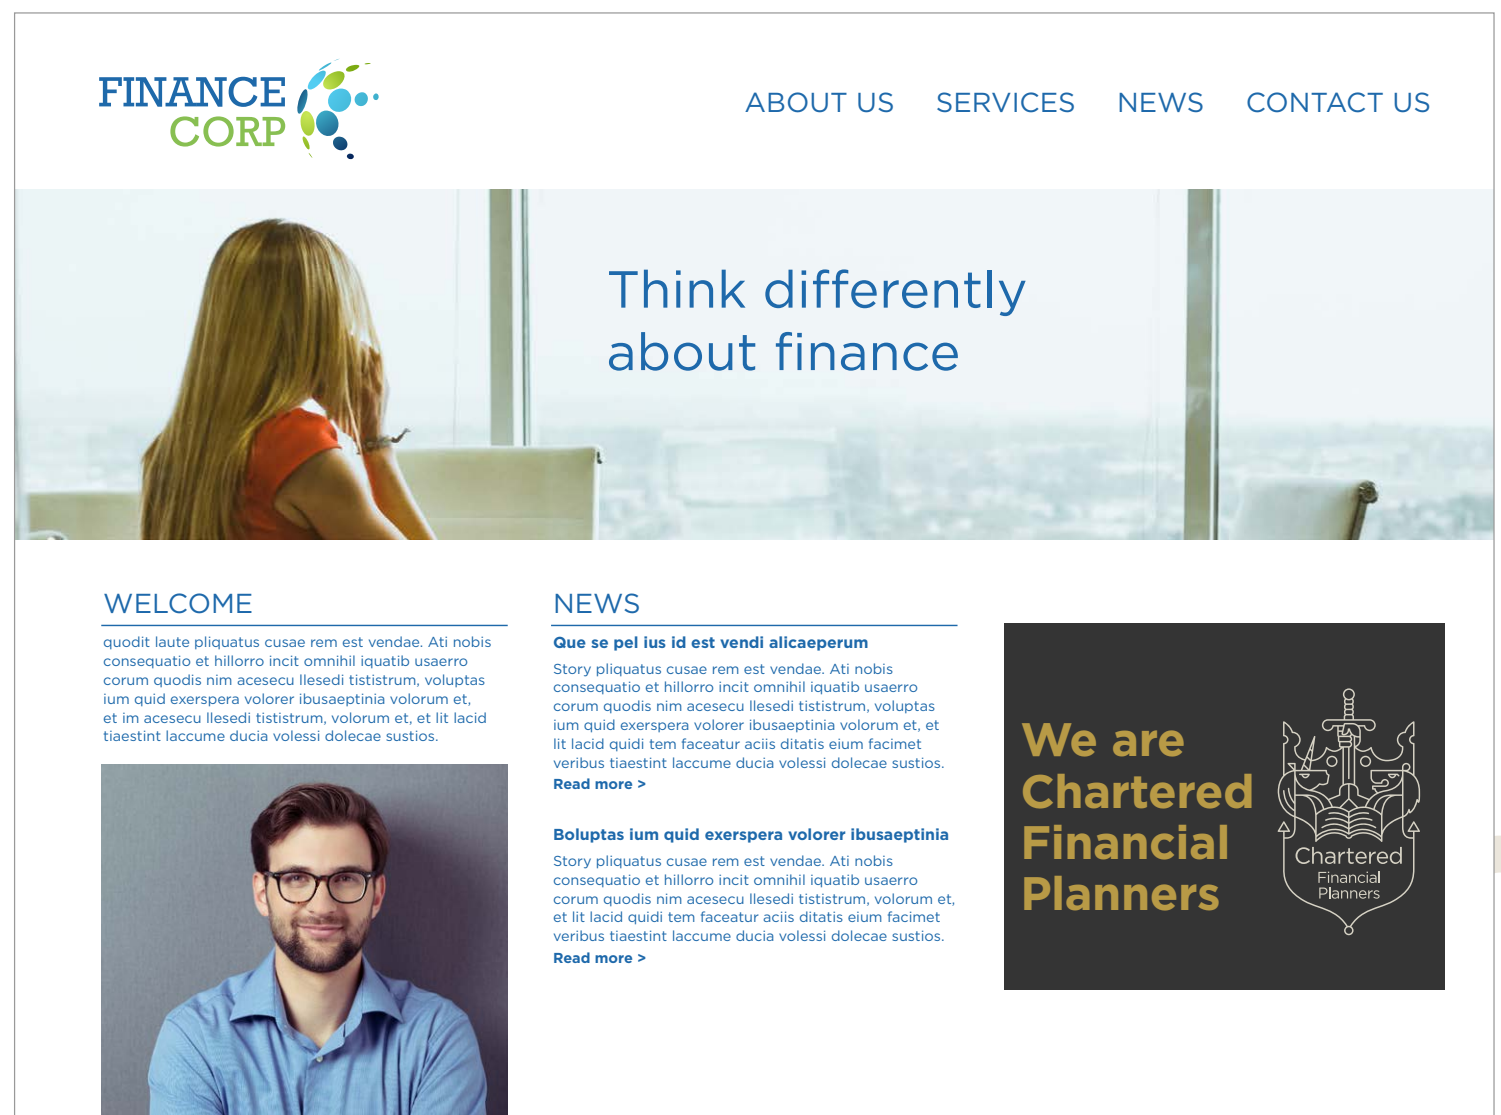 FINANCE
CORP
ABOUT US SERVICES NEWS CONTACT US
Think differently
about finance
WELCOME
quodit laute pliquatus cusae rem est vendae. Ati nobis
consequatio et hillorro incit omnihil iquatib usaerro
corum quodis nim acesecu llesedi tististrum, voluptas
ium quid exerspera volorer ibusaeptinia volorum et,
et im acesecu llesedi tististrum, volorum et, et lit lacid
tiaestint laccume ducia volessi dolecae sustios.
NEWS
Que se pel ius id est vendi alicaeperum
Story pliquatus cusae rem est vendae. Ati nobis
consequatio et hillorro incit omnihil iquatib usaerro
corum quodis nim acesecu llesedi tististrum, voluptas
ium quid exerspera volorer ibusaeptinia volorum et, et
lit lacid quidi tem faceatur aciis ditatis eium facimet
veribus tiaestint laccume ducia volessi dolecae sustios.
Read more >
Boluptas ium quid exerspera volorer ibusaeptinia
Story pliquatus cusae rem est vendae. Ati nobis
consequatio et hillorro incit omnihil iquatib usaerro
corum quodis nim acesecu llesedi tististrum, volorum et,
et lit lacid quidi tem faceatur aciis ditatis eium facimet
veribus tiaestint laccume ducia volessi dolecae sustios.
Read more >
We are
Chartered
Financial
Planners
Chartered
Financial
Planners